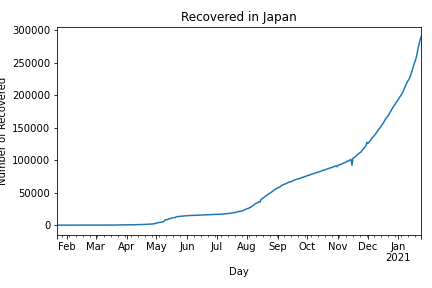 Recovered in Japan
Number of Recovered
300000
250000
200000
150000
100000
50000
0
Feb Mar Apr May Jun Jul Aug Sep Oct Nov Dec Jan
2021
Day